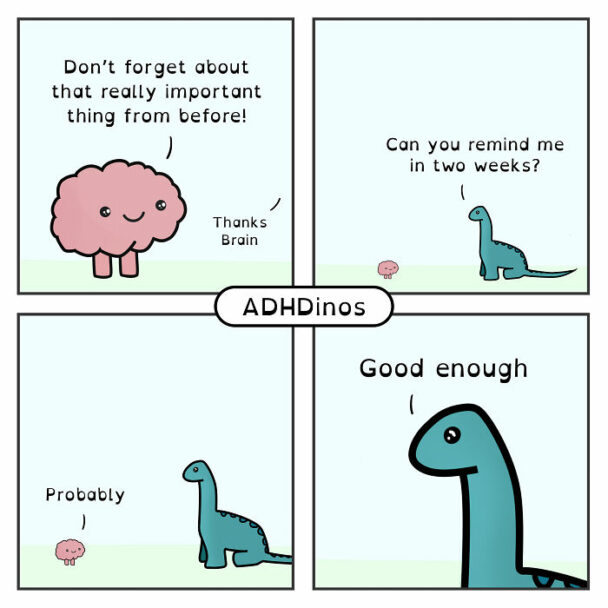 Don't forget about
that really important
thing from before!
Thanks
Brain
Can you remind me
in two weeks?
ADHDinos
Probably
Good enough